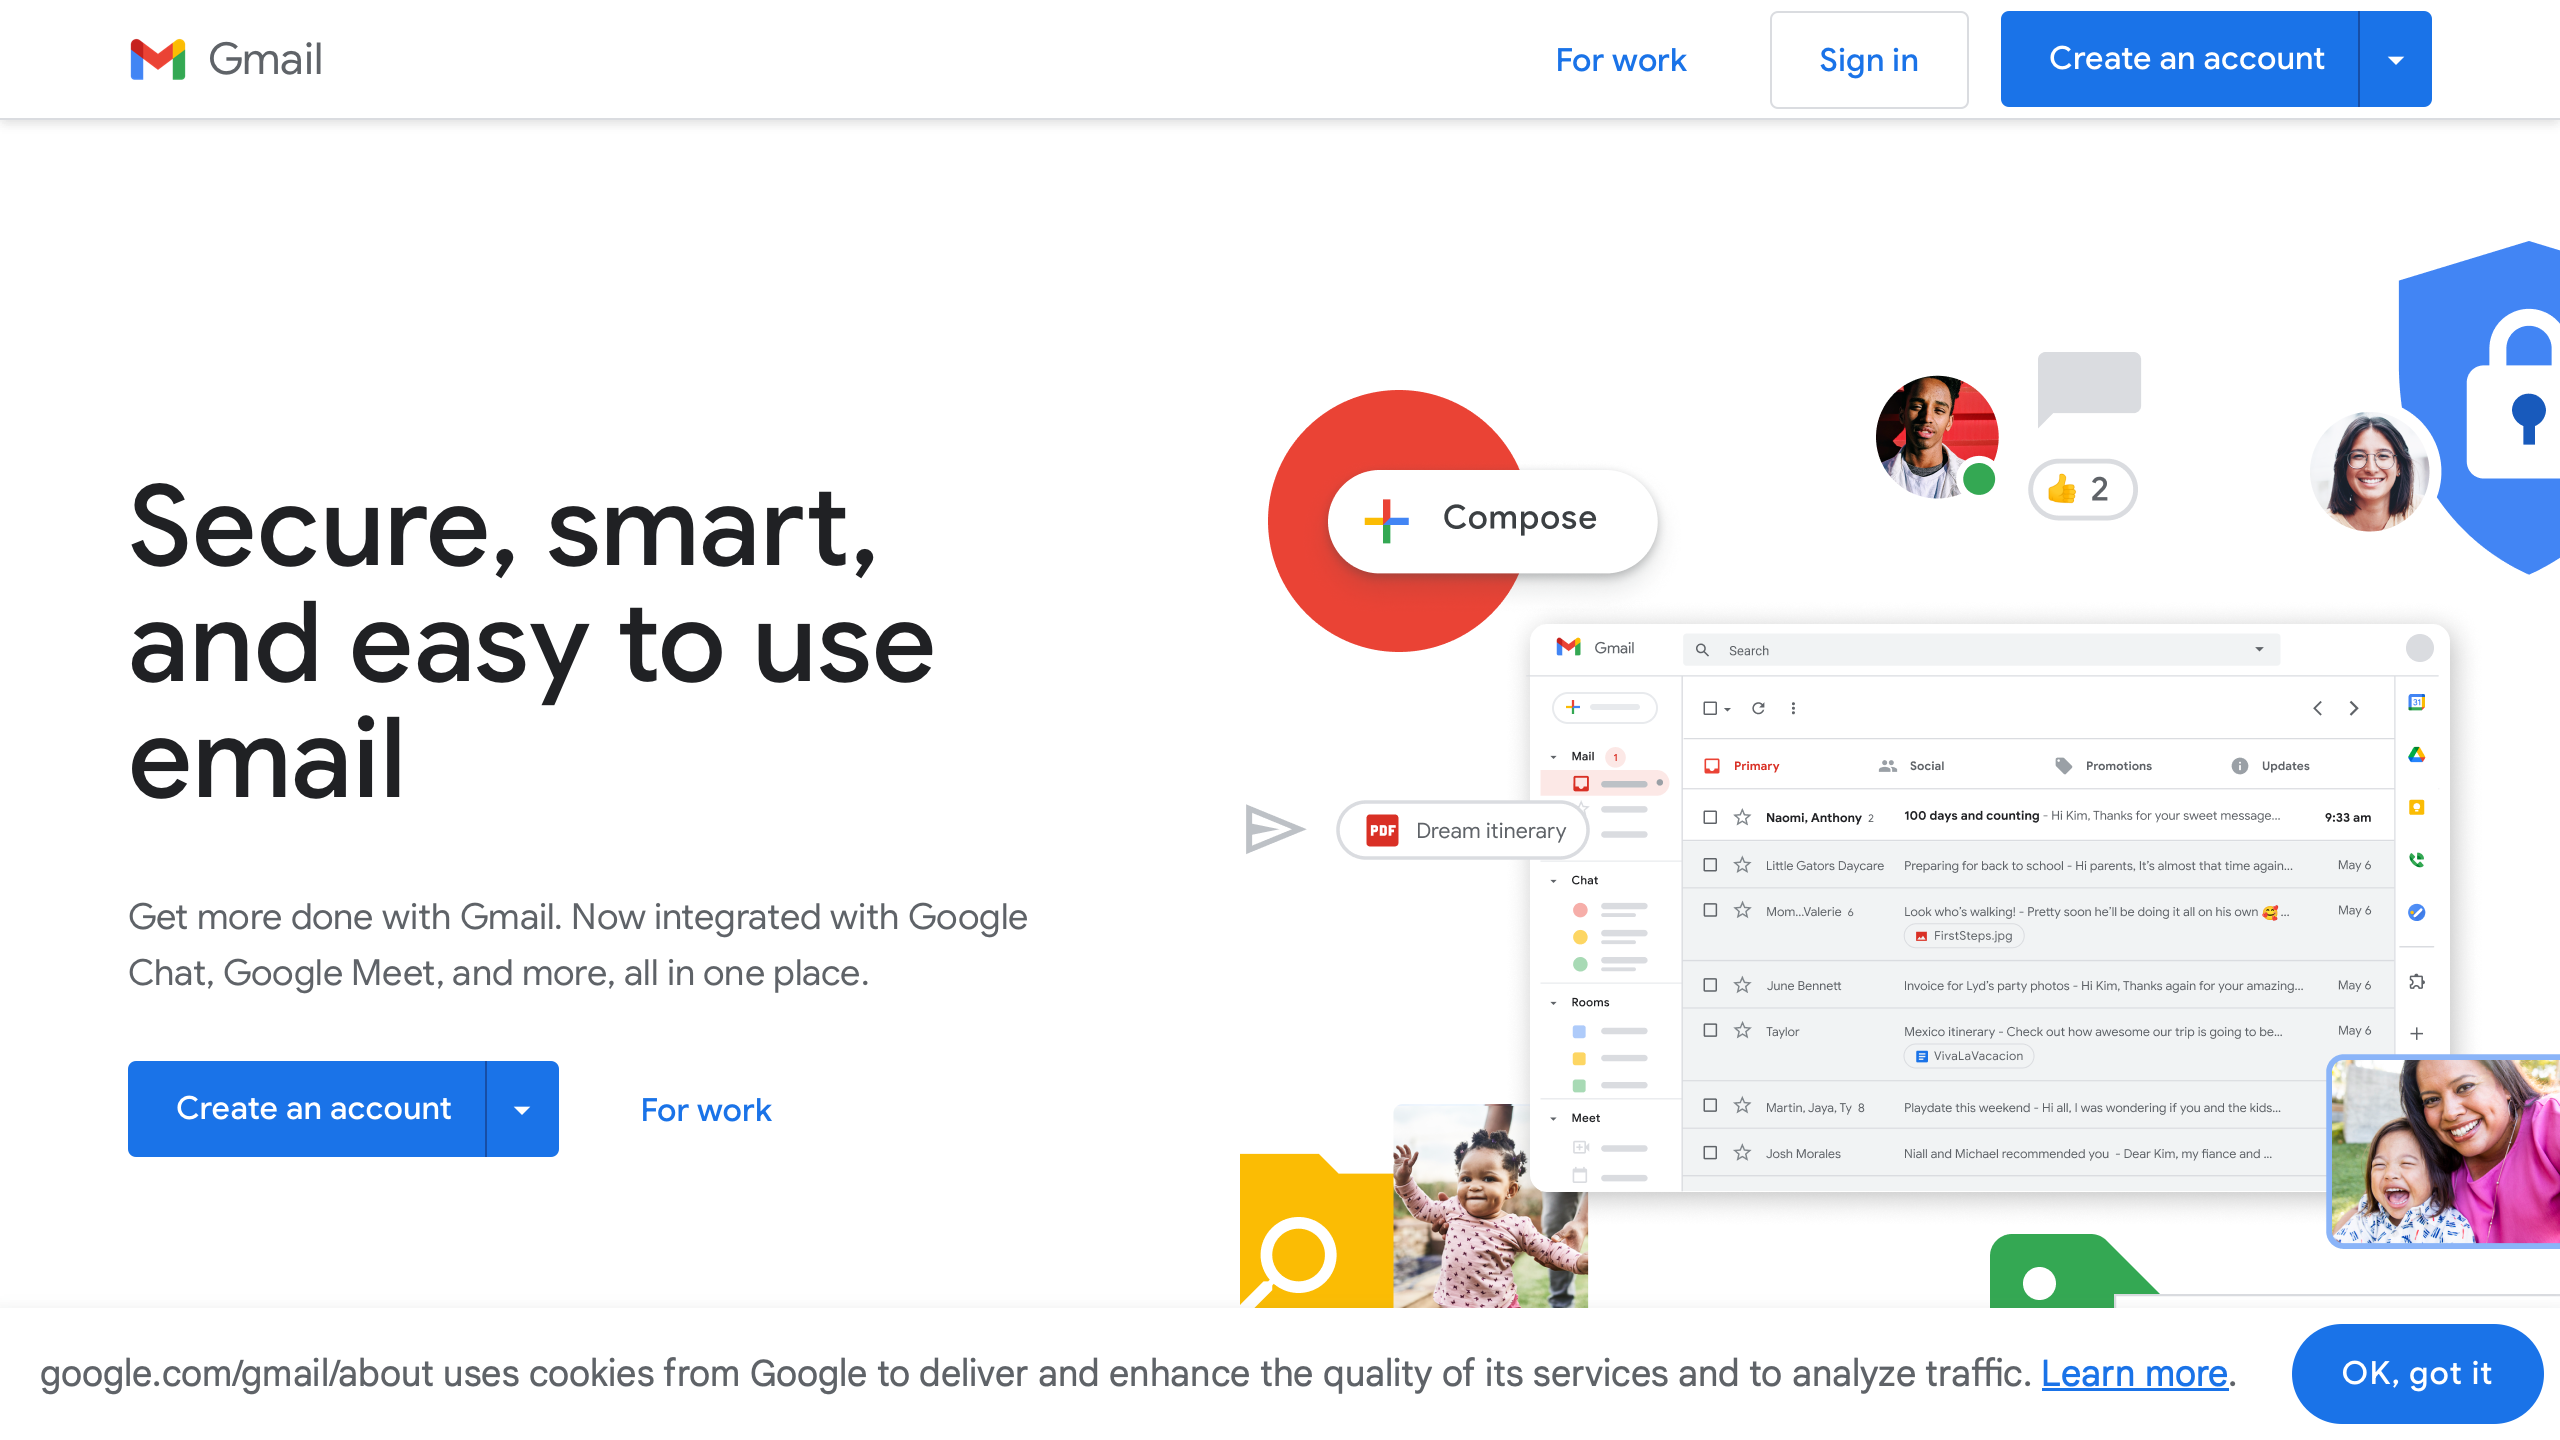 Gmail
For work
Sign in
Create an account
Secure, smart,
and easy to use
email
Get more done with Gmail. Now integrated with Google
Chat, Google Meet, and more, all in one place.
Create an account
For work
Compose
👍 2
PDF Dream itinerary
Gmail
Search
31
Mail 1
Chat
Rooms
Meet
Primary
Social
Promotions
Updates
Naomi, Anthony 2 100 days and counting - Hi Kim, Thanks for your sweet message... 9:33 am
Little Gators Daycare Preparing for back to school - Hi parents, It's almost that time again... May 6
Mom...Valerie 6 Look who's walking! - Pretty soon he'll be doing it all on his own 🥰 ... May 6
FirstSteps.jpg
June Bennett Invoice for Lyd's party photos - Hi Kim, Thanks again for your amazing... May 6
Taylor Mexico itinerary - Check out how awesome our trip is going to be... May 6
VivaLaVacacion
Martin, Jaya, Ty 8 Playdate this weekend - Hi all, I was wondering if you and the kids...
Josh Morales Niall and Michael recommended you - Dear Kim, my fiance and ...
google.com/gmail/about uses cookies from Google to deliver and enhance the quality of its services and to analyze traffic. Learn more.
OK, got it